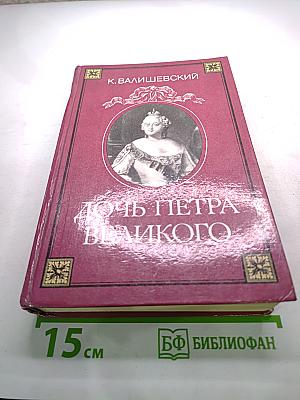 К. ВАЛИШЕВСКИЙ
ДОЧЬ ПЕТРА
ВЕЛИКОГО
15 см
БФ БИБЛИОФАН